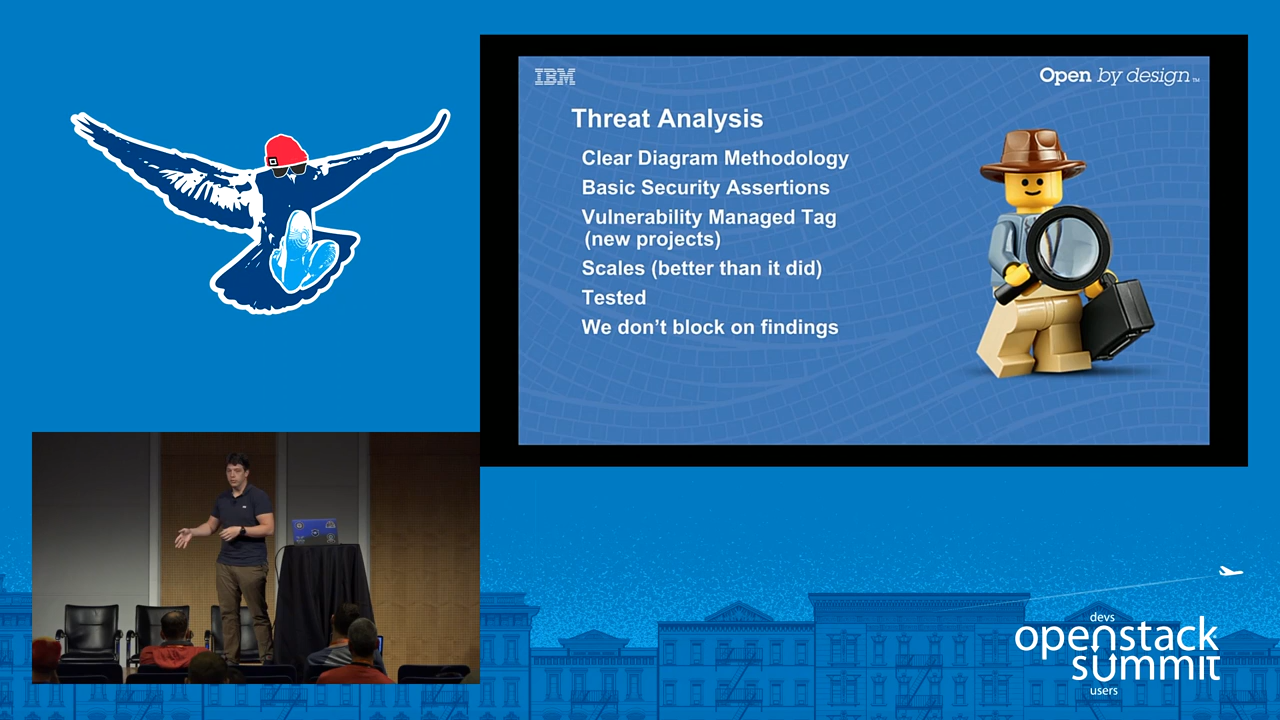 IBM
Open by design™
Threat Analysis
Clear Diagram Methodology
Basic Security Assertions
Vulnerability Managed Tag
(new projects)
Scales (better than it did)
Tested
We don’t block on findings
devs
openstack
summit
users